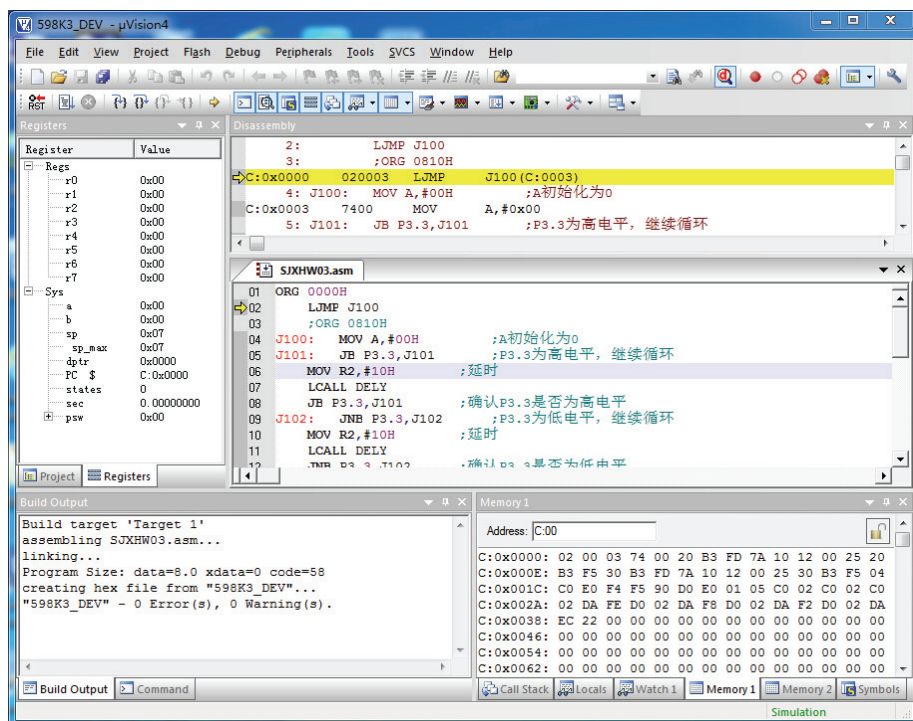 598K3_DEV - µVision4
File Edit View Project Flash Debug Peripherals Tools SVCS Window Help
Registers
Register Value
Regs
r0 0x00
r1 0x00
r2 0x00
r3 0x00
r4 0x00
r5 0x00
r6 0x00
r7 0x00
Sys
a 0x00
b 0x00
sp 0x07
sp_max 0x07
dptr 0x0000
PC $ C:0x0000
states 0
sec 0.00000000
psw 0x00
Project Registers
Disassembly
2: LJMP J100
3: ;ORG 0810H
C:0x0000 020003 LJMP J100(C:0003)
4: J100: MOV A,#00H ;A初始化为0
C:0x0003 7400 MOV A,#0x00
5: J101: JB P3.3,J101 ;P3.3为高电平，继续循环
SJXHW03.asm
01 ORG 0000H
02 LJMP J100
03 ;ORG 0810H
04 J100: MOV A,#00H ;A初始化为0
05 J101: JB P3.3,J101 ;P3.3为高电平，继续循环
06 MOV R2,#10H ;延时
07 LCALL DELY
08 JB P3.3,J101 ;确认P3.3是否为高电平
09 J102: JNB P3.3,J102 ;P3.3为低电平，继续循环
10 MOV R2,#10H ;延时
11 LCALL DELY
12 JNB P3.3,J102 ;确认P3.3是否为低电平
Build Output
Build target 'Target 1'
assembling SJXHW03.asm...
linking...
Program Size: data=8.0 xdata=0 code=58
creating hex file from "598K3_DEV"...
"598K3_DEV" - 0 Error(s), 0 Warning(s).
Build Output Command
Memory 1
Address: C:00
C:0x0000: 02 00 03 74 00 20 B3 FD 7A 10 12 00 25 20
C:0x000E: B3 F5 30 B3 FD 7A 10 12 00 25 30 B3 F5 04
C:0x001C: C0 E0 F4 F5 90 D0 E0 01 05 C0 02 C0 02 C0
C:0x002A: 02 DA FE D0 02 DA F8 D0 02 DA F2 D0 02 DA
C:0x0038: EC 22 00 00 00 00 00 00 00 00 00 00 00 00
C:0x0046: 00 00 00 00 00 00 00 00 00 00 00 00 00 00
C:0x0054: 00 00 00 00 00 00 00 00 00 00 00 00 00 00
C:0x0062: 00 00 00 00 00 00 00 00 00 00 00 00 00 00
Call Stack Locals Watch 1 Memory 1 Memory 2 Symbols
Simulation